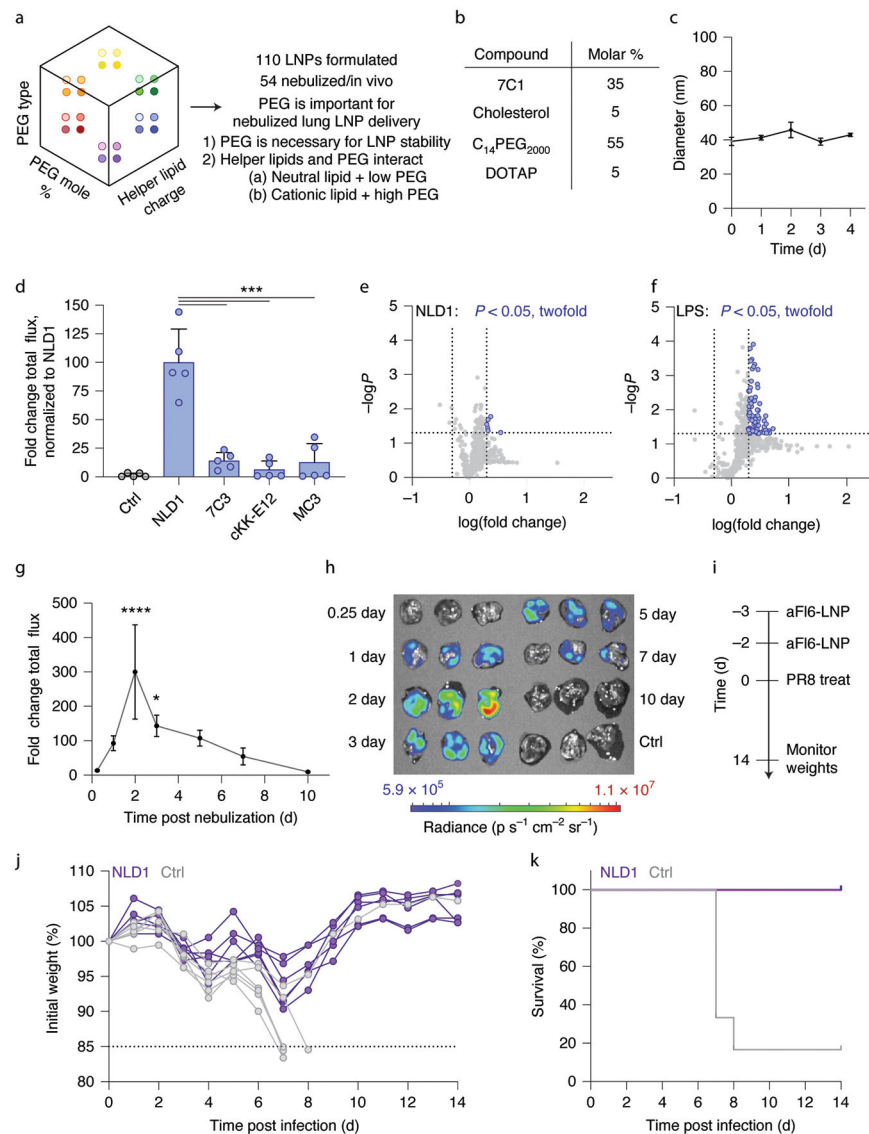 a
PEG type
PEG mole
%
Helper lipid
charge
110 LNPs formulated
54 nebulized/in vivo
PEG is important for
nebulized lung LNP delivery
1) PEG is necessary for LNP stability
2) Helper lipids and PEG interact
(a) Neutral lipid + low PEG
(b) Cationic lipid + high PEG
b
Compound Molar %
7C1 35
Cholesterol 5
C₁₄PEG₂₀₀₀ 55
DOTAP 5
c
Diameter (nm)
100
80
60
40
20
0
0 1 2 3 4
Time (d)
d
Fold change total flux,
normalized to NLD1
150
125
100
75
50
25
0
***
Ctrl
NLD1
7C3
cKK-E12
MC3
e
NLD1: P < 0.05, twofold
–logP
5
4
3
2
1
0
–1 0 1 2
log(fold change)
f
LPS: P < 0.05, twofold
–logP
5
4
3
2
1
0
–1 0 1 2
log(fold change)
g
Fold change total flux
500
400
300
200
100
0
****
*
0 2 4 6 8 10
Time post nebulization (d)
h
0.25 day 5 day
1 day 7 day
2 day 10 day
3 day Ctrl
5.9 × 10⁵ 1.1 × 10⁷
Radiance (p s⁻¹ cm⁻² sr⁻¹)
i
Time (d)
–3 aFI6-LNP
–2 aFI6-LNP
0 PR8 treat
Monitor
14 weights
j
NLD1 Ctrl
Initial weight (%)
110
105
100
95
90
85
80
0 2 4 6 8 10 12 14
Time post infection (d)
k
NLD1 Ctrl
Survival (%)
100
80
60
40
20
0
0 2 4 6 8 10 12 14
Time post infection (d)